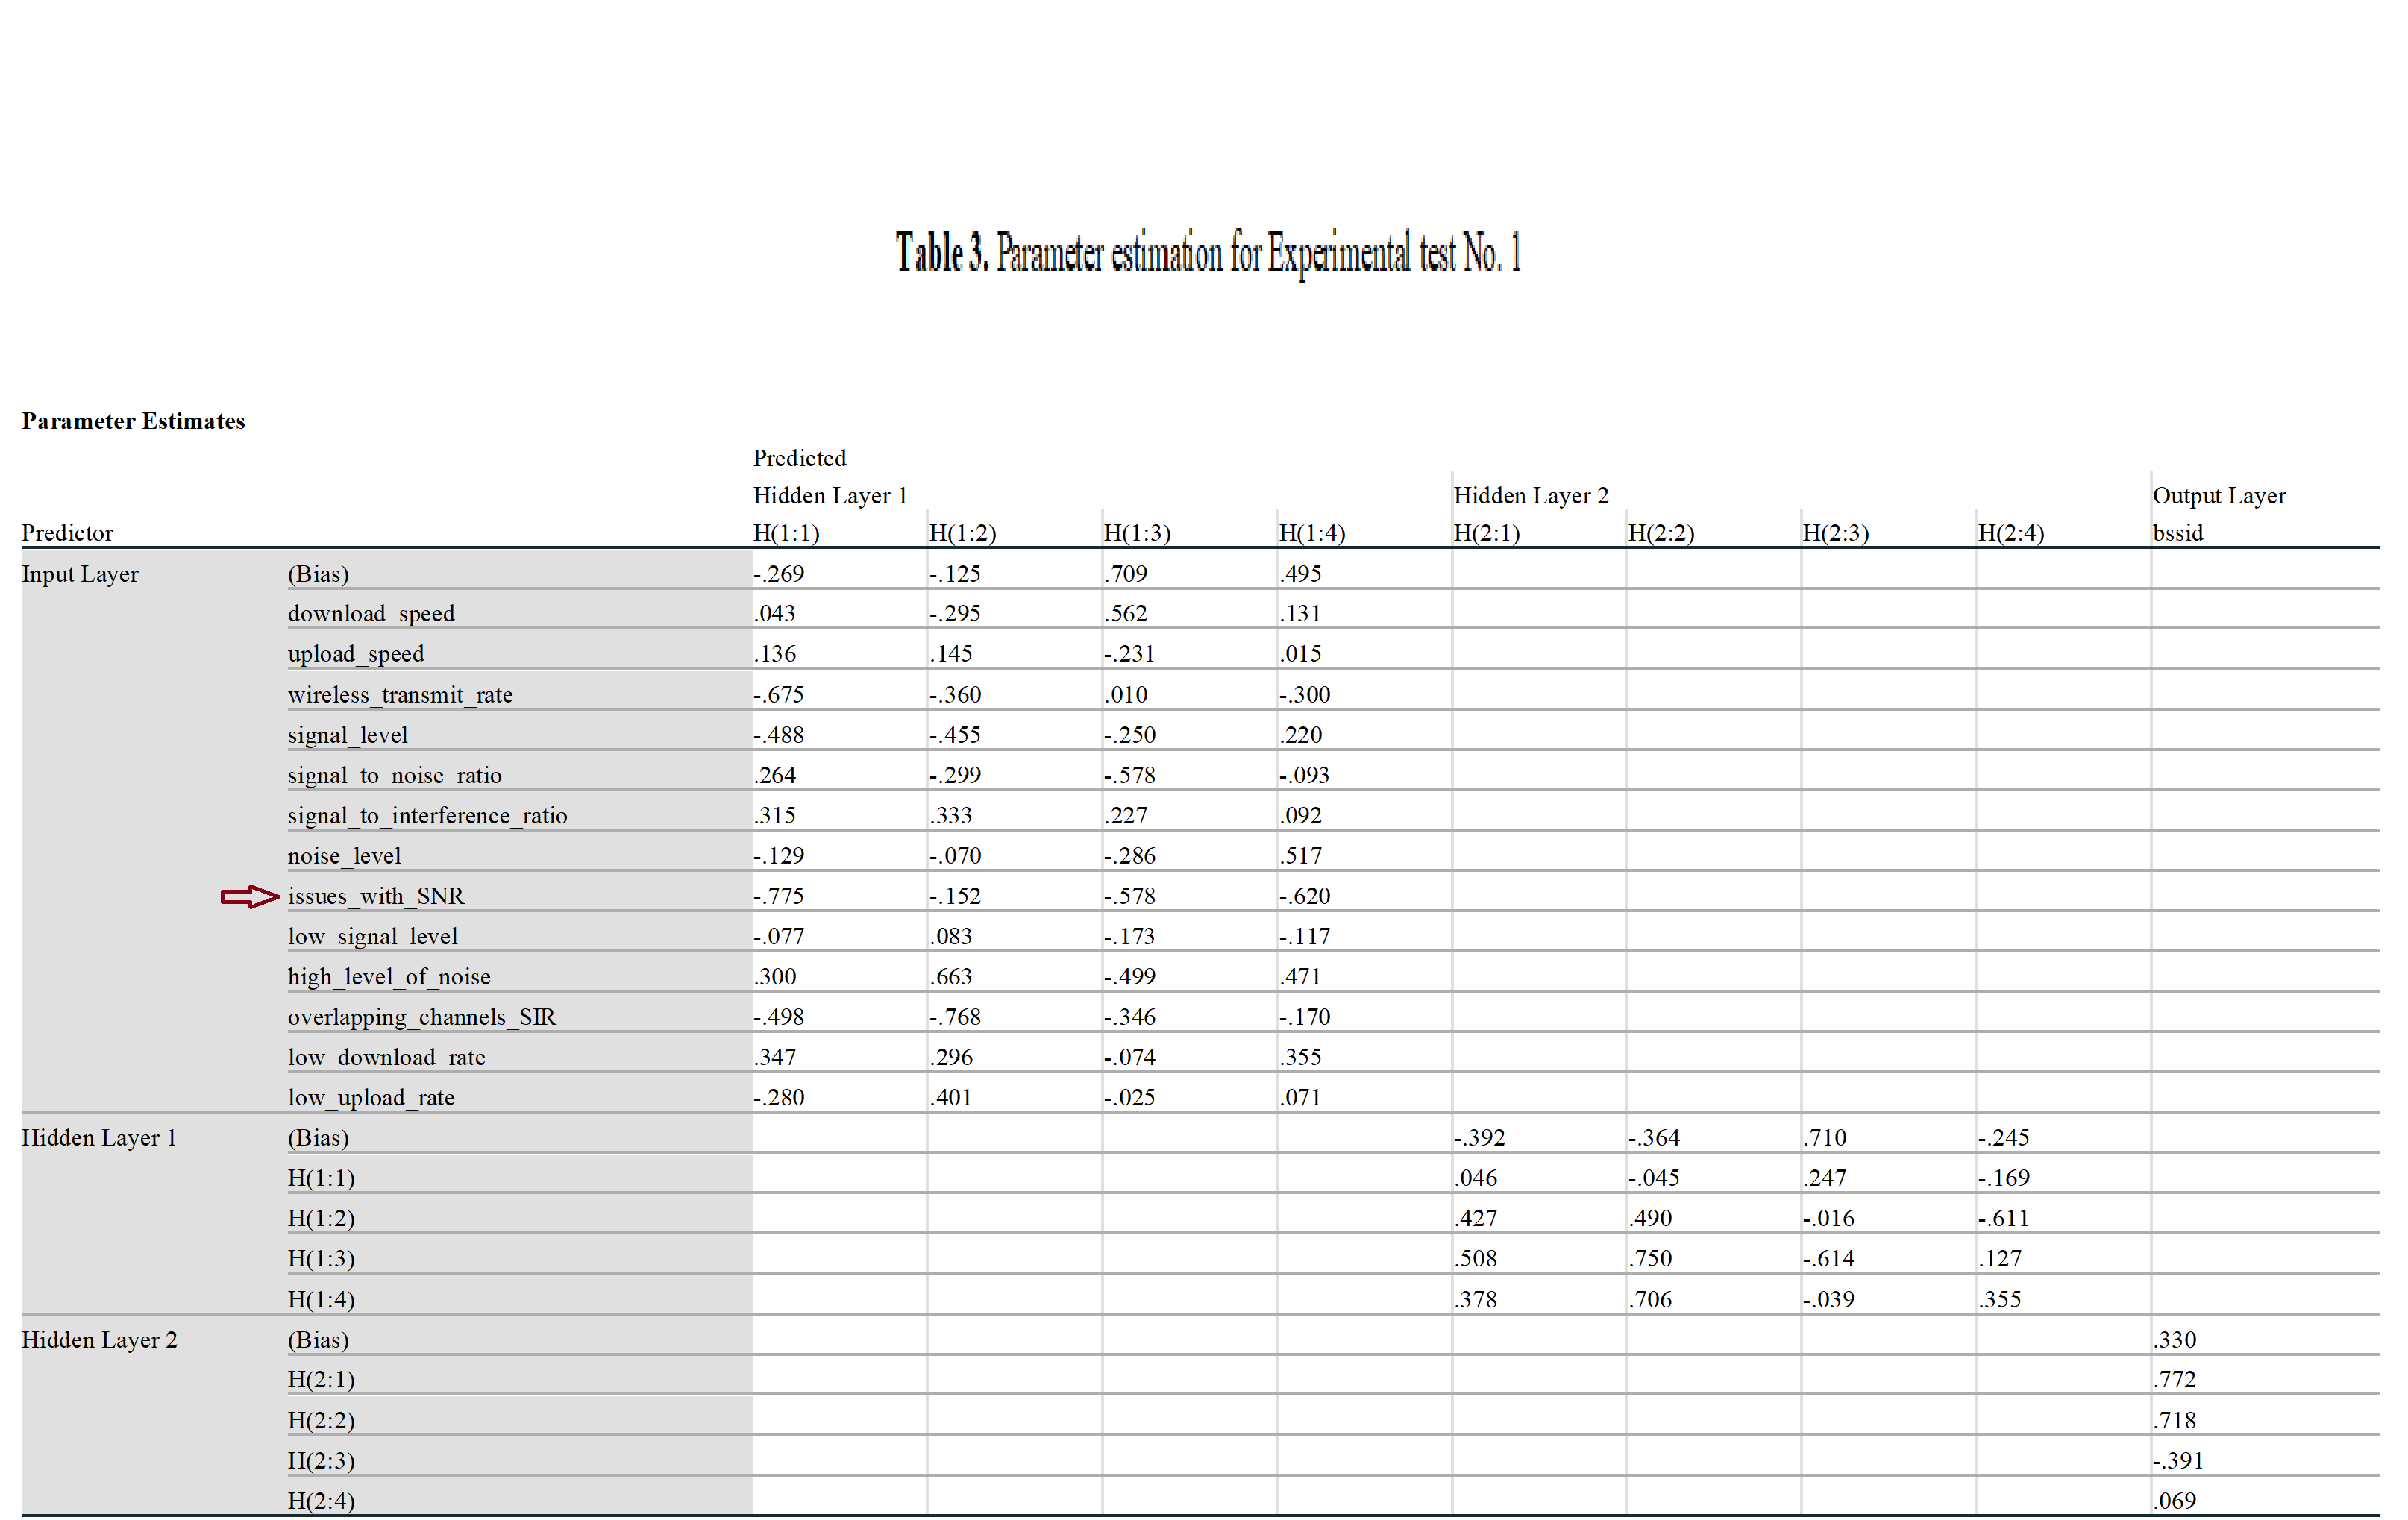 Table 3. Parameter estimation for Experimental test No. 1
Parameter Estimates
Predicted
Hidden Layer 1 Hidden Layer 2 Output Layer
Predictor H(1:1) H(1:2) H(1:3) H(1:4) H(2:1) H(2:2) H(2:3) H(2:4) bssid
Input Layer (Bias) -.269 -.125 .709 .495
download_speed .043 -.295 .562 .131
upload_speed .136 .145 -.231 .015
wireless_transmit_rate -.675 -.360 .010 -.300
signal_level -.488 -.455 -.250 .220
signal_to_noise_ratio .264 -.299 -.578 -.093
signal_to_interference_ratio .315 .333 .227 .092
noise_level -.129 -.070 -.286 .517
issues_with_SNR -.775 -.152 -.578 -.620
low_signal_level -.077 .083 -.173 -.117
high_level_of_noise .300 .663 -.499 .471
overlapping_channels_SIR -.498 -.768 -.346 -.170
low_download_rate .347 .296 -.074 .355
low_upload_rate -.280 .401 -.025 .071
Hidden Layer 1 (Bias) -.392 -.364 .710 -.245
H(1:1) .046 -.045 .247 -.169
H(1:2) .427 .490 -.016 -.611
H(1:3) .508 .750 -.614 .127
H(1:4) .378 .706 -.039 .355
Hidden Layer 2 (Bias) .330
H(2:1) .772
H(2:2) .718
H(2:3) -.391
H(2:4) .069